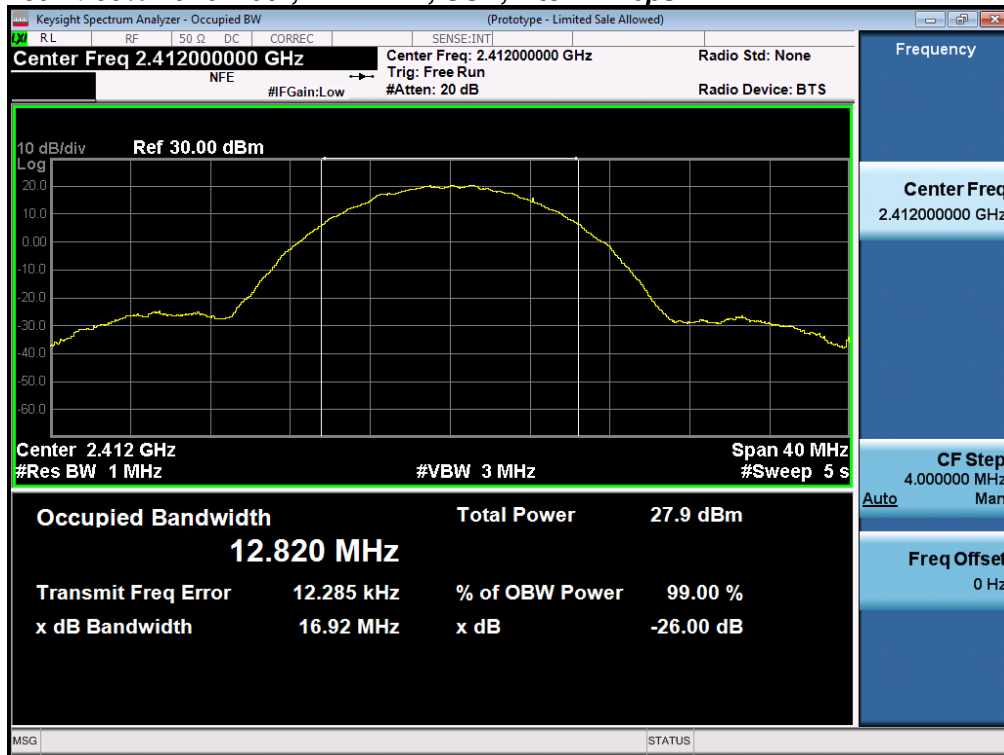 Keysight Spectrum Analyzer - Occupied BW
(Prototype - Limited Sale Allowed)
LXI RL RF 50 Ω DC CORREC SENSE:INT
Center Freq 2.412000000 GHz
NFE
#IFGain:Low
Center Freq: 2.412000000 GHz
Trig: Free Run
#Atten: 20 dB
Radio Std: None
Radio Device: BTS
10 dB/div Ref 30.00 dBm
Log
20.0
10.0
0.00
-10.0
-20.0
-30.0
-40.0
-50.0
-60.0
Center 2.412 GHz Span 40 MHz
#Res BW 1 MHz #VBW 3 MHz #Sweep 5 s
Occupied Bandwidth
12.820 MHz
Total Power 27.9 dBm
Transmit Freq Error 12.285 kHz % of OBW Power 99.00 %
x dB Bandwidth 16.92 MHz x dB -26.00 dB
Frequency
Center Freq
2.412000000 GHz
CF Step
4.000000 MHz
Auto Man
Freq Offset
0 Hz
MSG STATUS